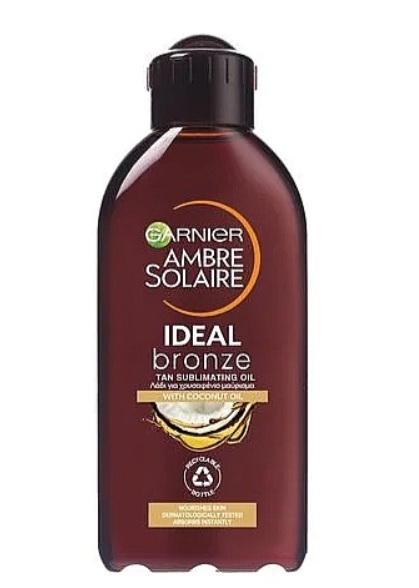 GARNIER
AMBRE
SOLAIRE
IDEAL
bronze
TAN SUBLIMATING OIL
Λάδι για χρυσαφένιο μαύρισμα
WITH COCONUT OIL
RECYCLABLE
BOTTLE
NOURISHES SKIN
DERMATOLOGICALLY TESTED
ABSORBS INSTANTLY